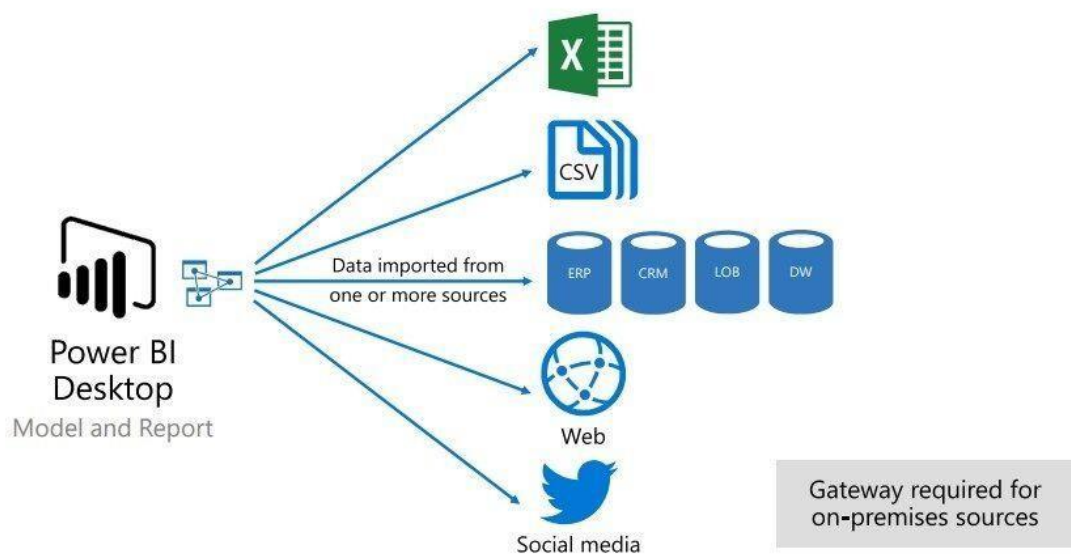 X
CSV
ERP
CRM
LOB
DW
Data imported from
one or more sources
Power BI
Desktop
Model and Report
Web
Social media
Gateway required for
on-premises sources